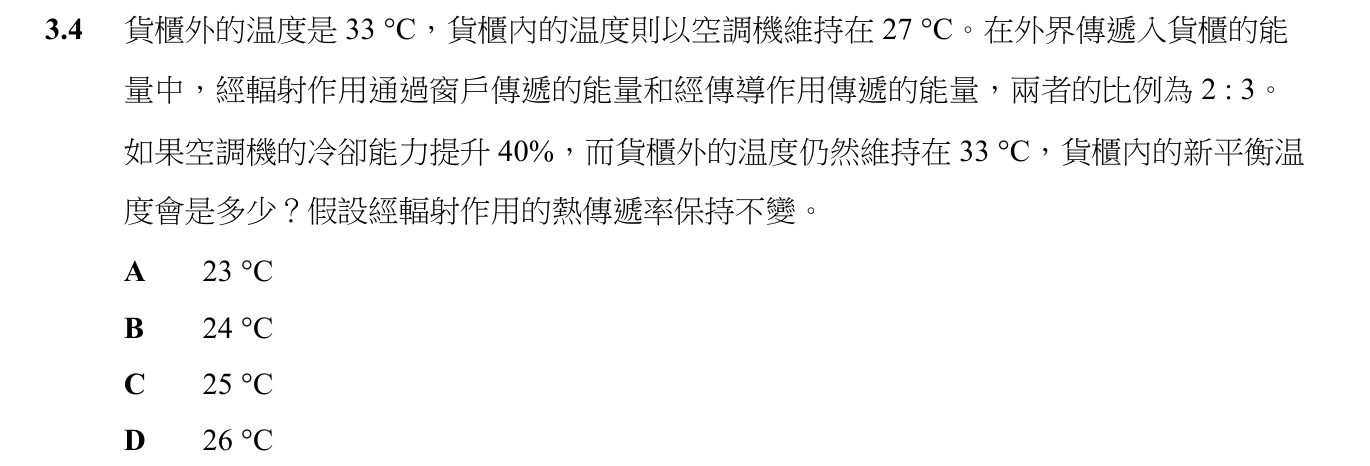 3.4 貨櫃外的温度是 33 °C，貨櫃內的温度則以空調機維持在 27 °C。在外界傳遞入貨櫃的能
量中，經輻射作用通過窗戶傳遞的能量和經傳導作用傳遞的能量，兩者的比例為 2 : 3。
如果空調機的冷卻能力提升 40%，而貨櫃外的温度仍然維持在 33 °C，貨櫃內的新平衡温
度會是多少？假設經輻射作用的熱傳遞率保持不變。
A 23 °C
B 24 °C
C 25 °C
D 26 °C